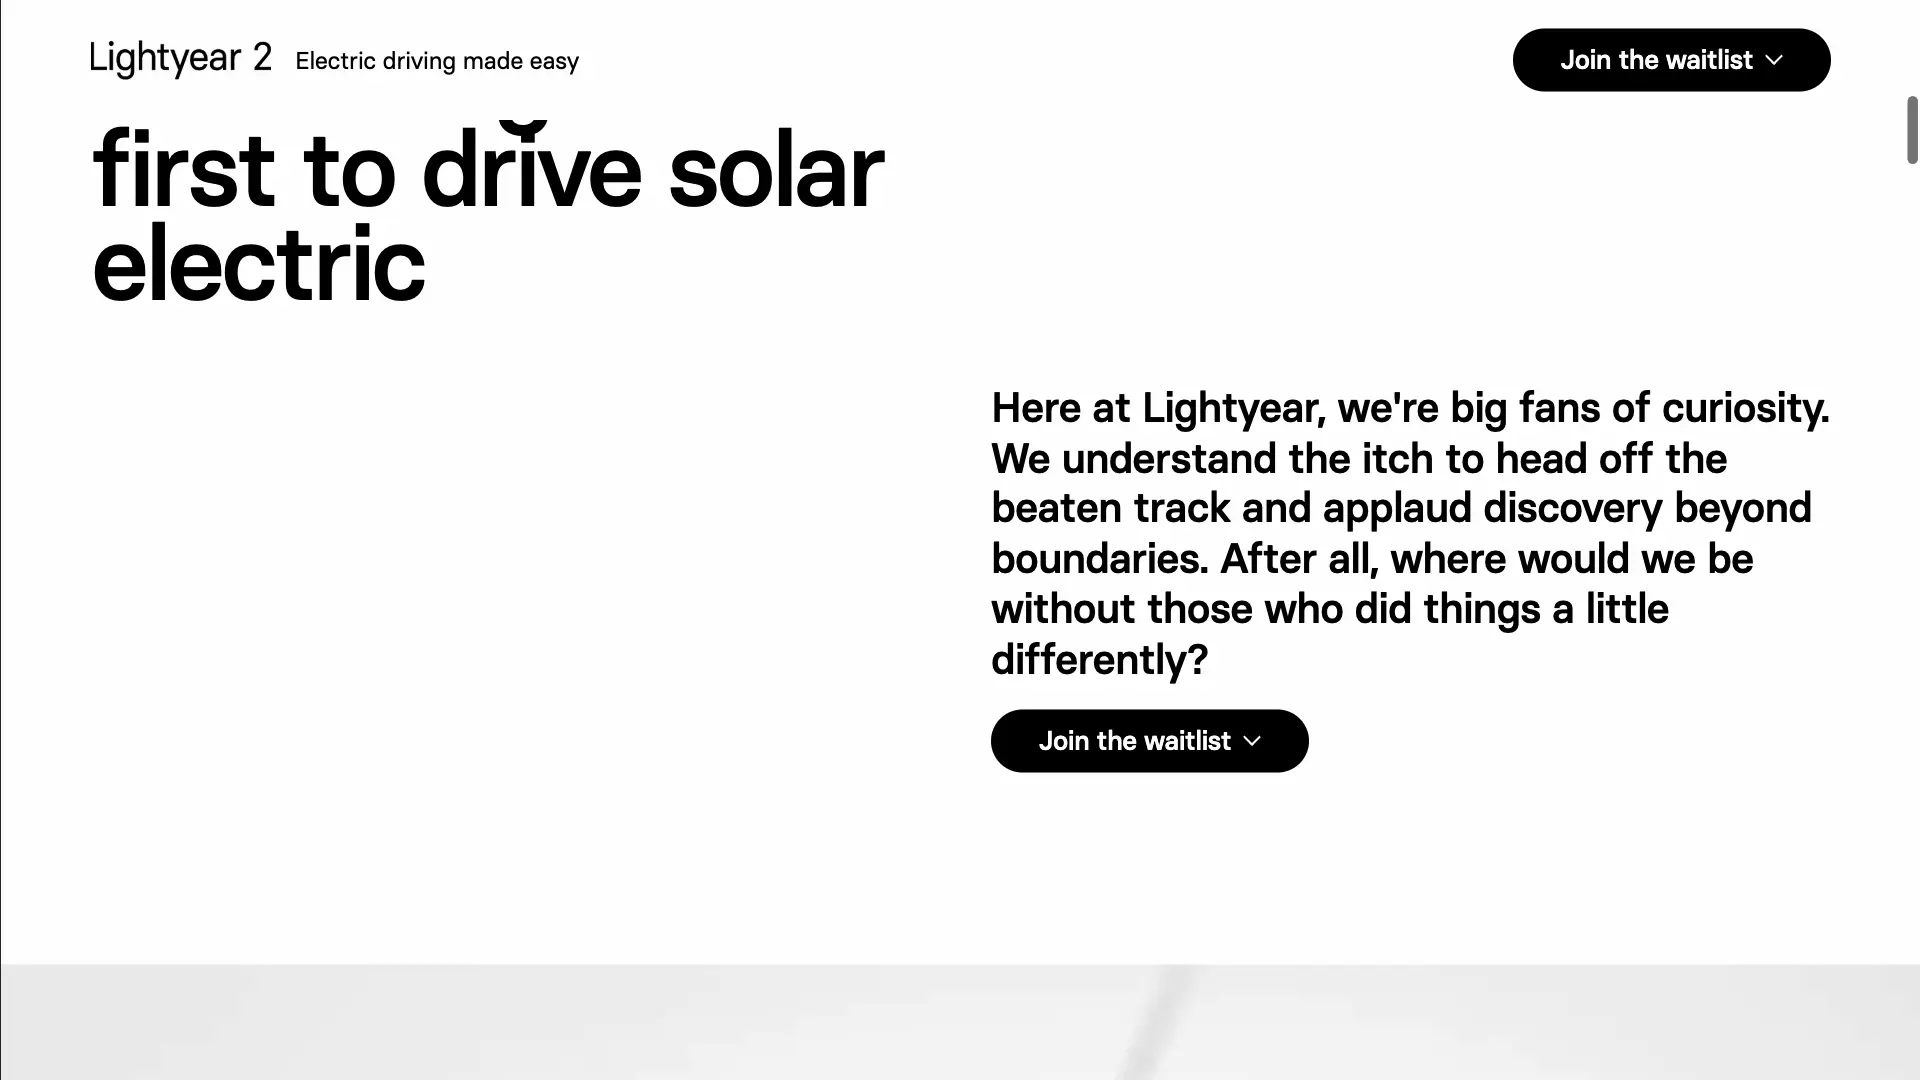 Lightyear 2 Electric driving made easy
Join the waitlist
first to drive solar
electric
Here at Lightyear, we're big fans of curiosity.
We understand the itch to head off the
beaten track and applaud discovery beyond
boundaries. After all, where would we be
without those who did things a little
differently?
Join the waitlist